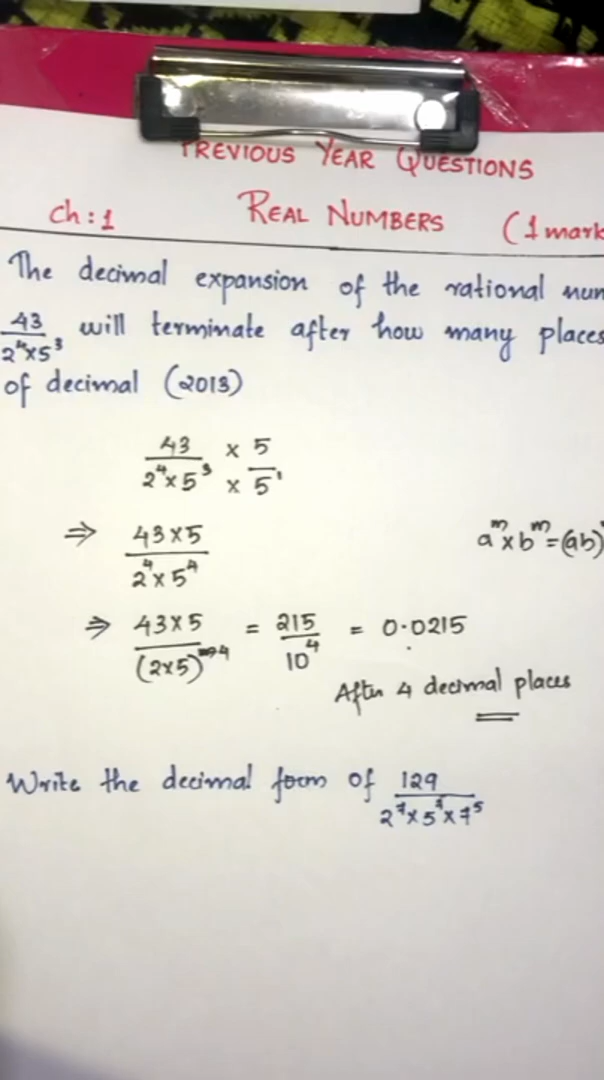 PREVIOUS YEAR QUESTIONS
Ch:1 REAL NUMBERS (1 mark
The decimal expansion of the rational num
43/2⁴×5³ will terminate after how many places
of decimal (2013)
43/2⁴×5³ × 5/5¹
⇒ 43×5/2⁴×5⁴ aᵐ×bᵐ=(ab)
⇒ 43×5/(2×5)⁴ = 215/10⁴ = 0.0215
After 4 decimal places
Write the decimal form of 129/2⁷×5⁷×7⁵